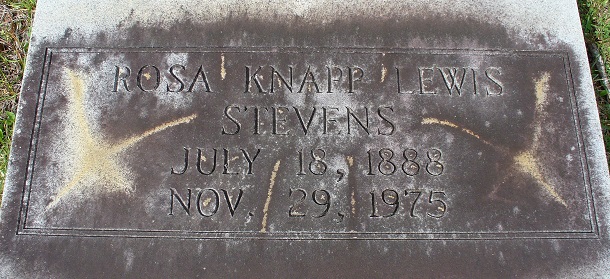 ROSA KNAPP LEWIS
STEVENS
JULY 18, 1888
NOV. 29, 1975